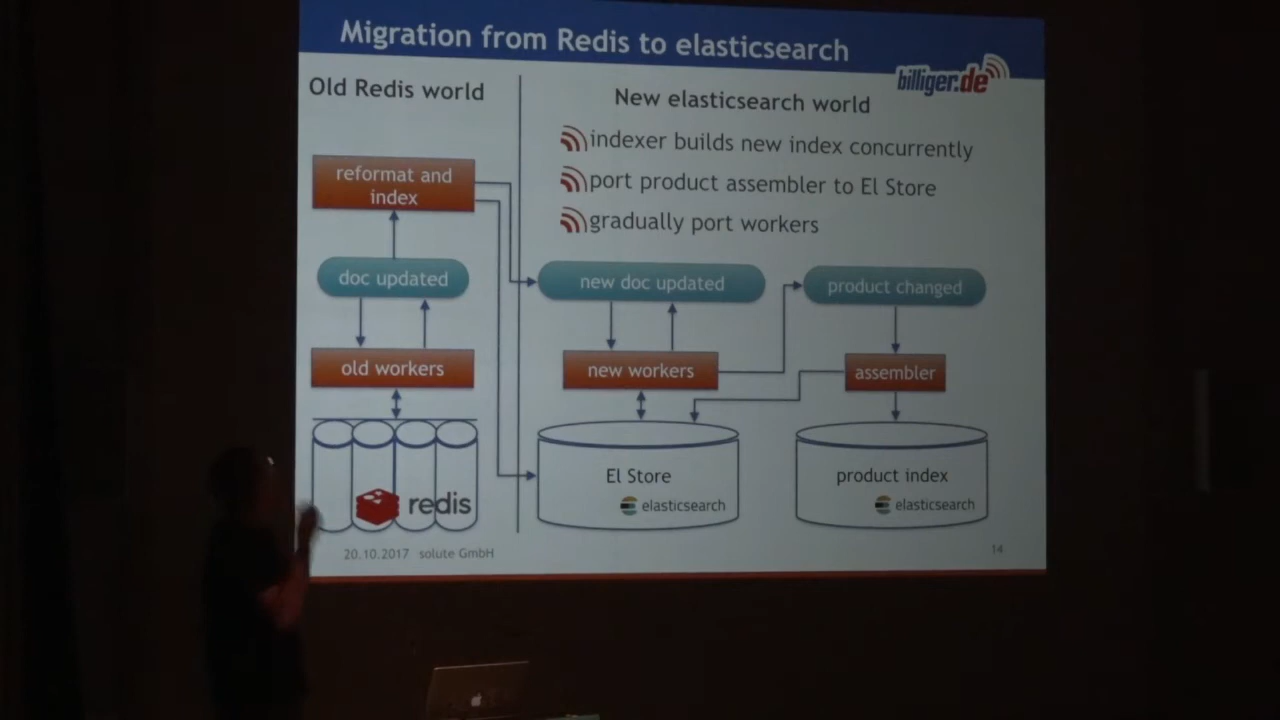 Migration from Redis to elasticsearch
billiger.de
Old Redis world
New elasticsearch world
indexer builds new index concurrently
port product assembler to El Store
gradually port workers
reformat and
index
doc updated
new doc updated
product changed
old workers
new workers
assembler
El Store
product index
redis
elasticsearch
elasticsearch
20.10.2017 solute GmbH
14